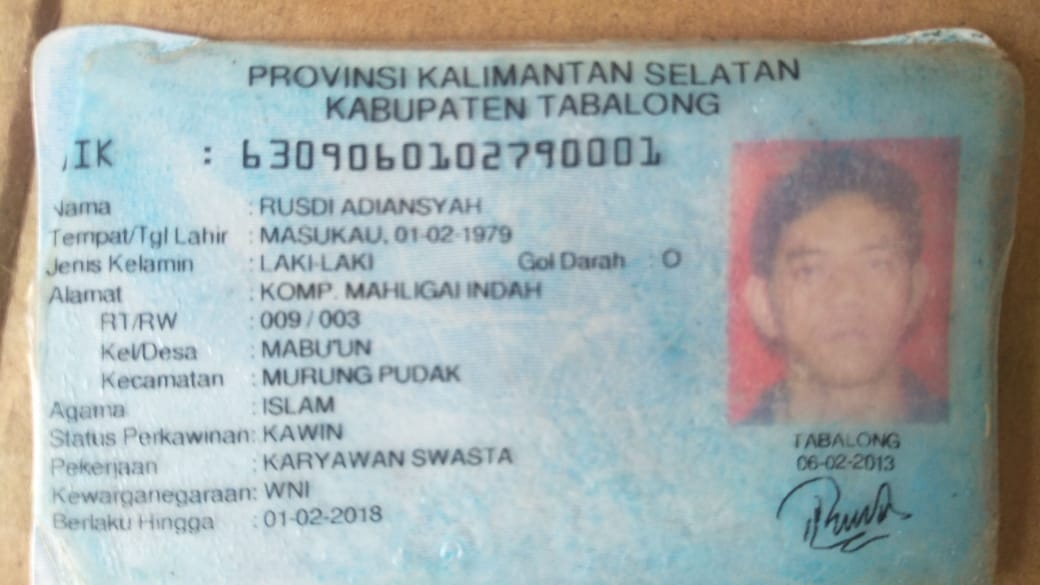 PROVINSI KALIMANTAN SELATAN
KABUPATEN TABALONG
IK : 6309060102790001
Nama : RUSDI ADIANSYAH
Tempat/Tgl Lahir : MASUKAU, 01-02-1979
Jenis Kelamin : LAKI-LAKI Gol Darah : O
Alamat : KOMP. MAHLIGAI INDAH
RT/RW : 009 / 003
Kel/Desa : MABU'UN
Kecamatan : MURUNG PUDAK
Agama : ISLAM
Status Perkawinan: KAWIN
Pekerjaan : KARYAWAN SWASTA
Kewarganegaraan: WNI
Berlaku Hingga : 01-02-2018
TABALONG
06-02-2013